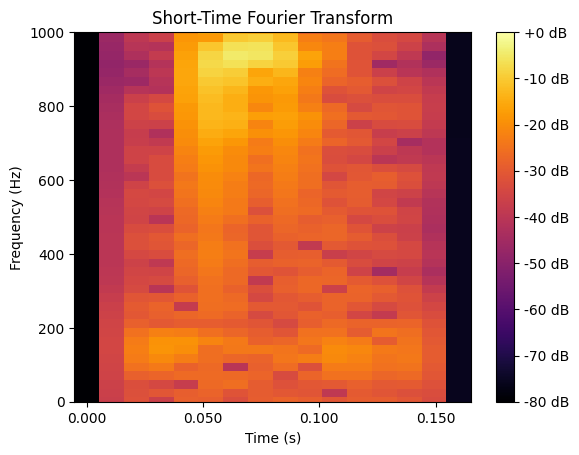 Short-Time Fourier Transform
1000
800
600
400
200
0
Frequency (Hz)
0.000
0.050
0.100
0.150
Time (s)
+0 dB
-10 dB
-20 dB
-30 dB
-40 dB
-50 dB
-60 dB
-70 dB
-80 dB